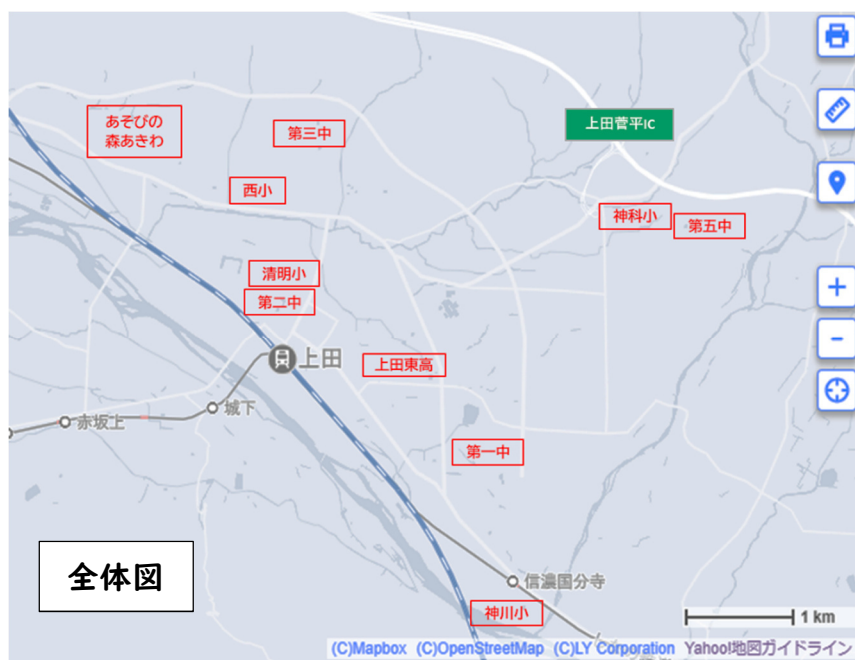 あそびの
森あきわ
第三中
上田菅平IC
西小
神科小
第五中
清明小
第二中
上田
上田東高
城下
赤坂上
第一中
全体図
信濃国分寺
神川小
1 km
(C)Mapbox (C)OpenStreetMap (C)LY Corporation Yahoo!地図ガイドライン